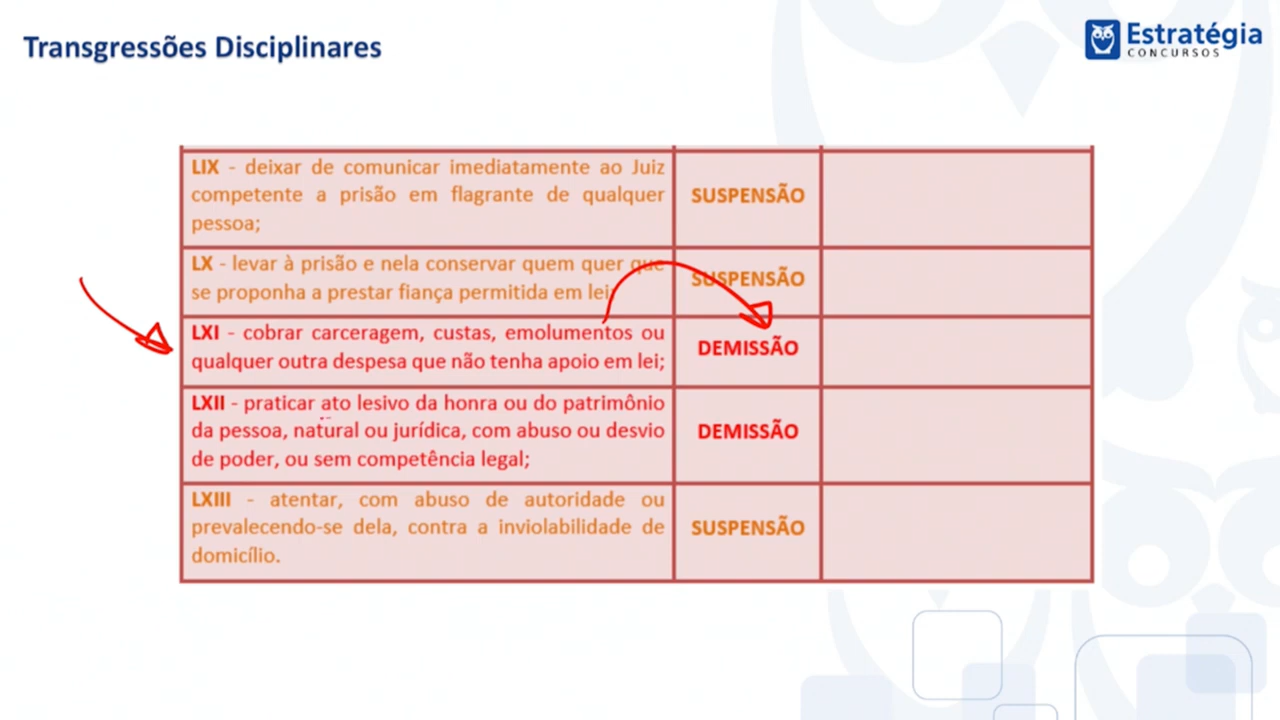 Transgressões Disciplinares
Estratégia
CONCURSOS
LIX - deixar de comunicar imediatamente ao Juiz
competente a prisão em flagrante de qualquer
pessoa;
SUSPENSÃO
LX - levar à prisão e nela conservar quem quer que
se proponha a prestar fiança permitida em lei;
SUSPENSÃO
LXI - cobrar carceragem, custas, emolumentos ou
qualquer outra despesa que não tenha apoio em lei;
DEMISSÃO
LXII - praticar ato lesivo da honra ou do patrimônio
da pessoa, natural ou jurídica, com abuso ou desvio
de poder, ou sem competência legal;
DEMISSÃO
LXIII - atentar, com abuso de autoridade ou
prevalecendo-se dela, contra a inviolabilidade de
domicílio.
SUSPENSÃO